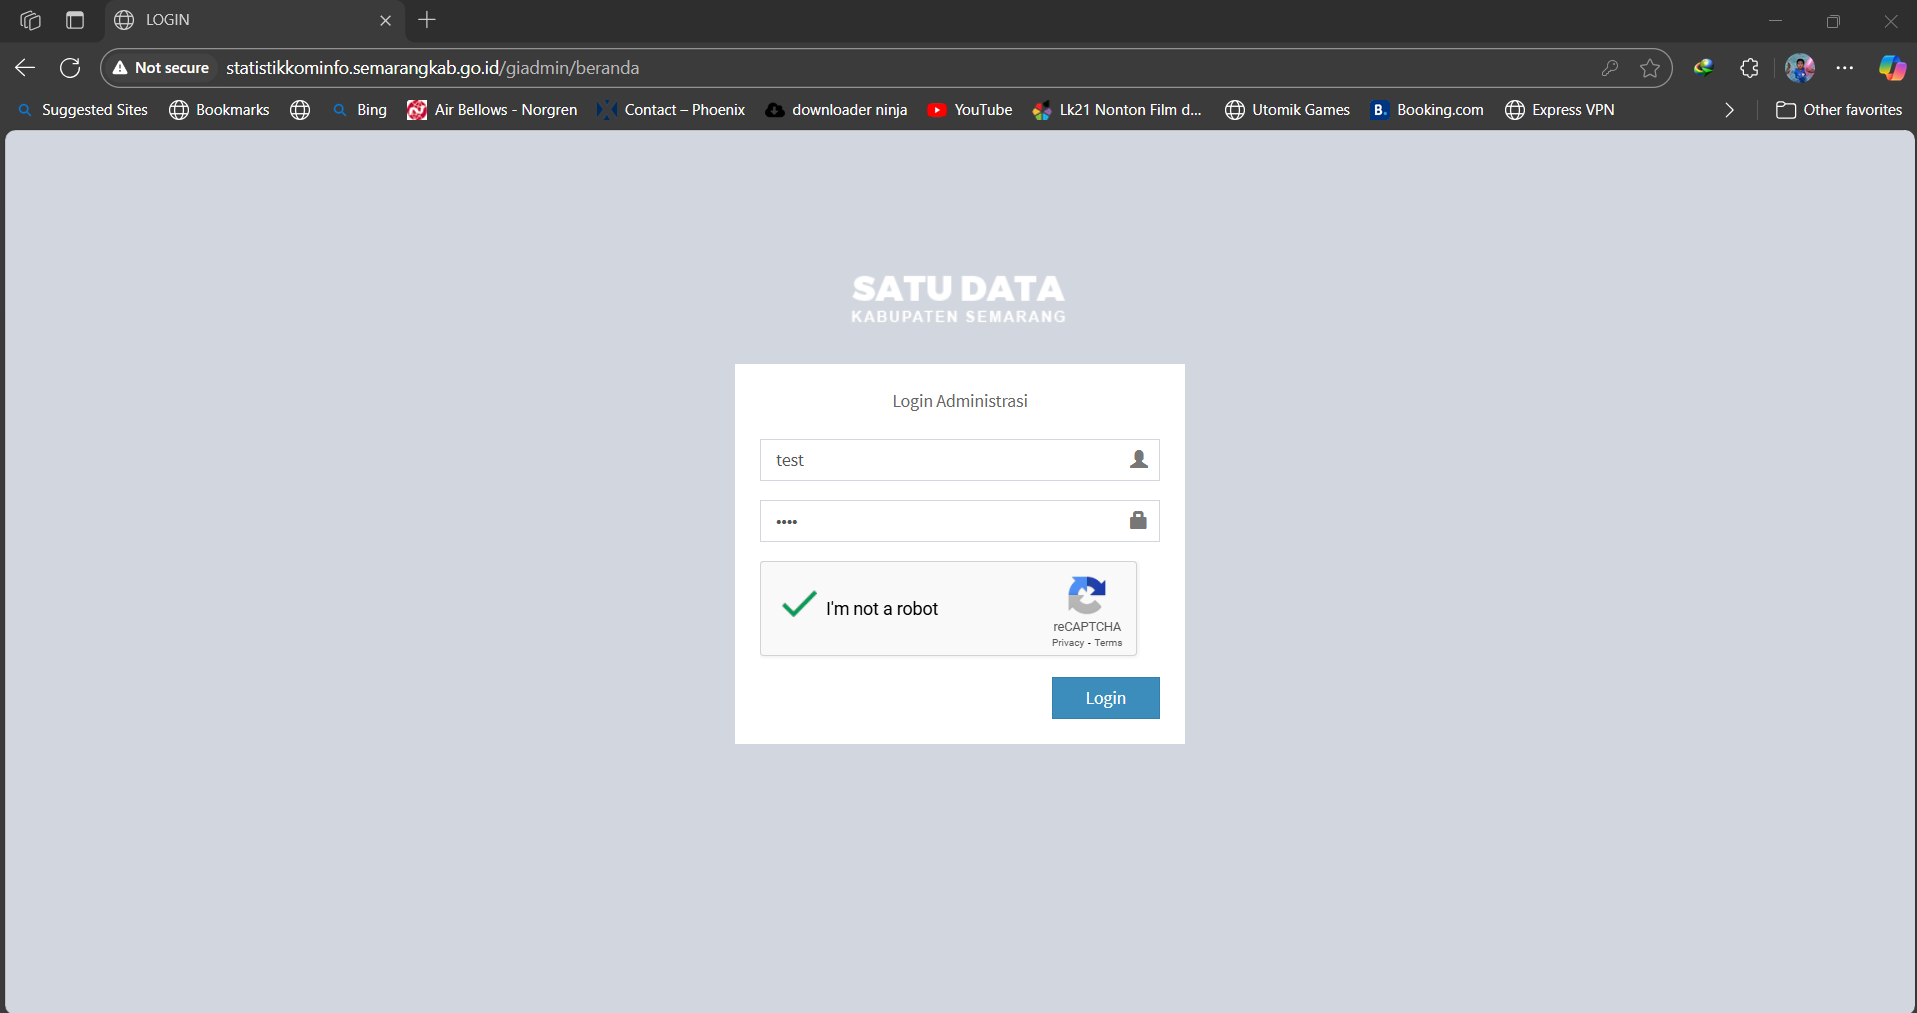 LOGIN
Not secure statistikkominfo.semarangkab.go.id/giadmin/beranda
Suggested Sites Bookmarks Bing Air Bellows - Norgren Contact – Phoenix downloader ninja YouTube Lk21 Nonton Film d... B. Booking.com Utomik Games Express VPN Other favorites
SATU DATA
KABUPATEN SEMARANG
Login Administrasi
test
••••
I'm not a robot
reCAPTCHA
Privacy - Terms
Login